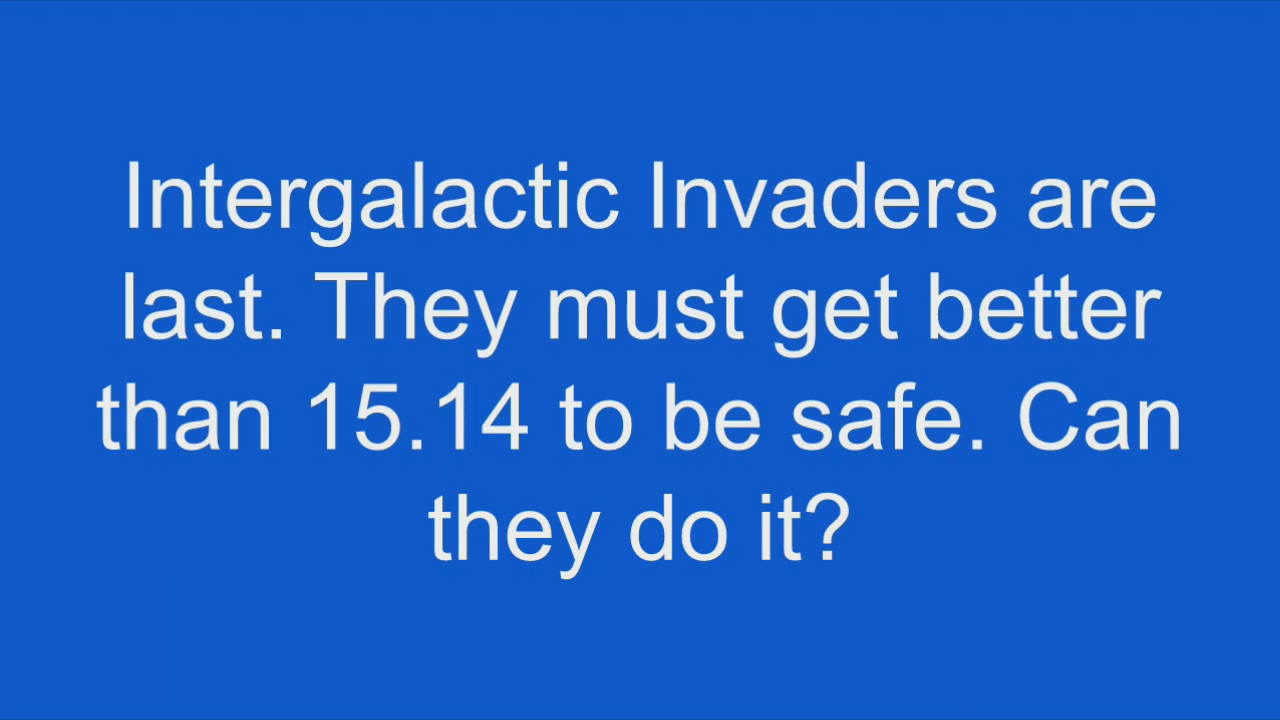 Intergalactic Invaders are
last. They must get better
than 15.14 to be safe. Can
they do it?